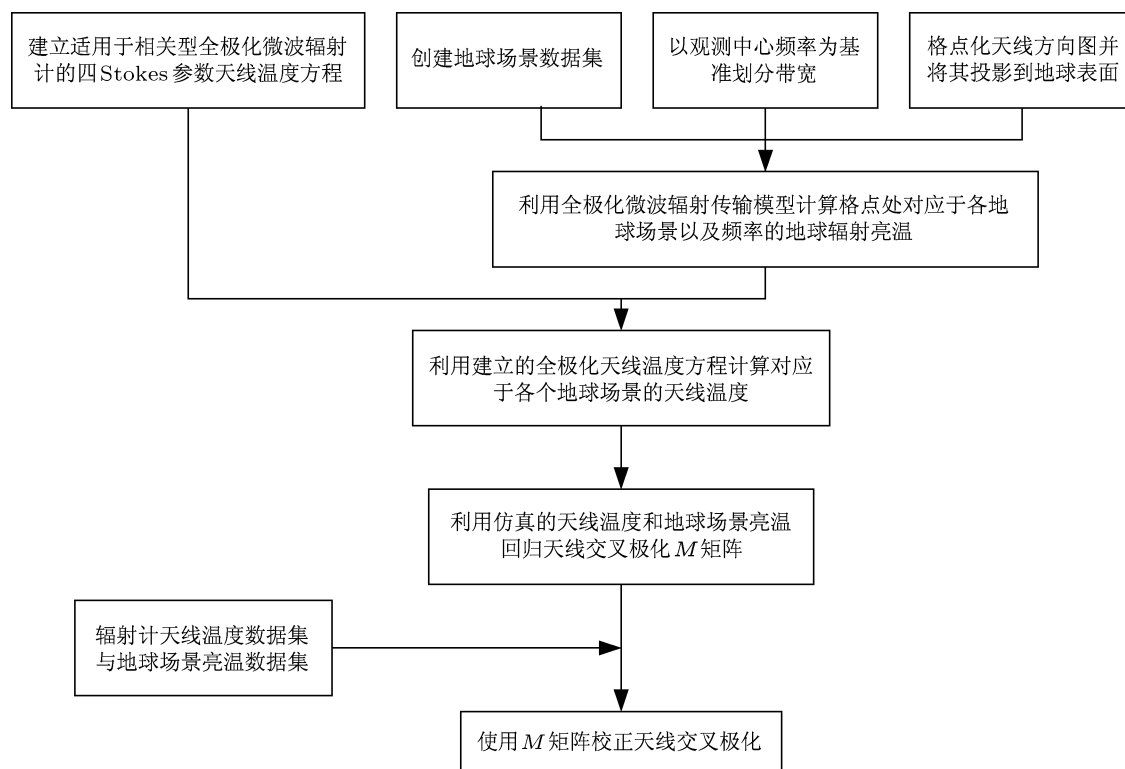 建立适用于相关型全极化微波辐射
计的四Stokes参数天线温度方程
创建地球场景数据集
以观测中心频率为基
准划分带宽
格点化天线方向图并
将其投影到地球表面
利用全极化微波辐射传输模型计算格点处对应于各地
球场景以及频率的地球辐射亮温
利用建立的全极化天线温度方程计算对应
于各个地球场景的天线温度
利用仿真的天线温度和地球场景亮温
回归天线交叉极化M矩阵
辐射计天线温度数据集
与地球场景亮温数据集
使用M矩阵校正天线交叉极化